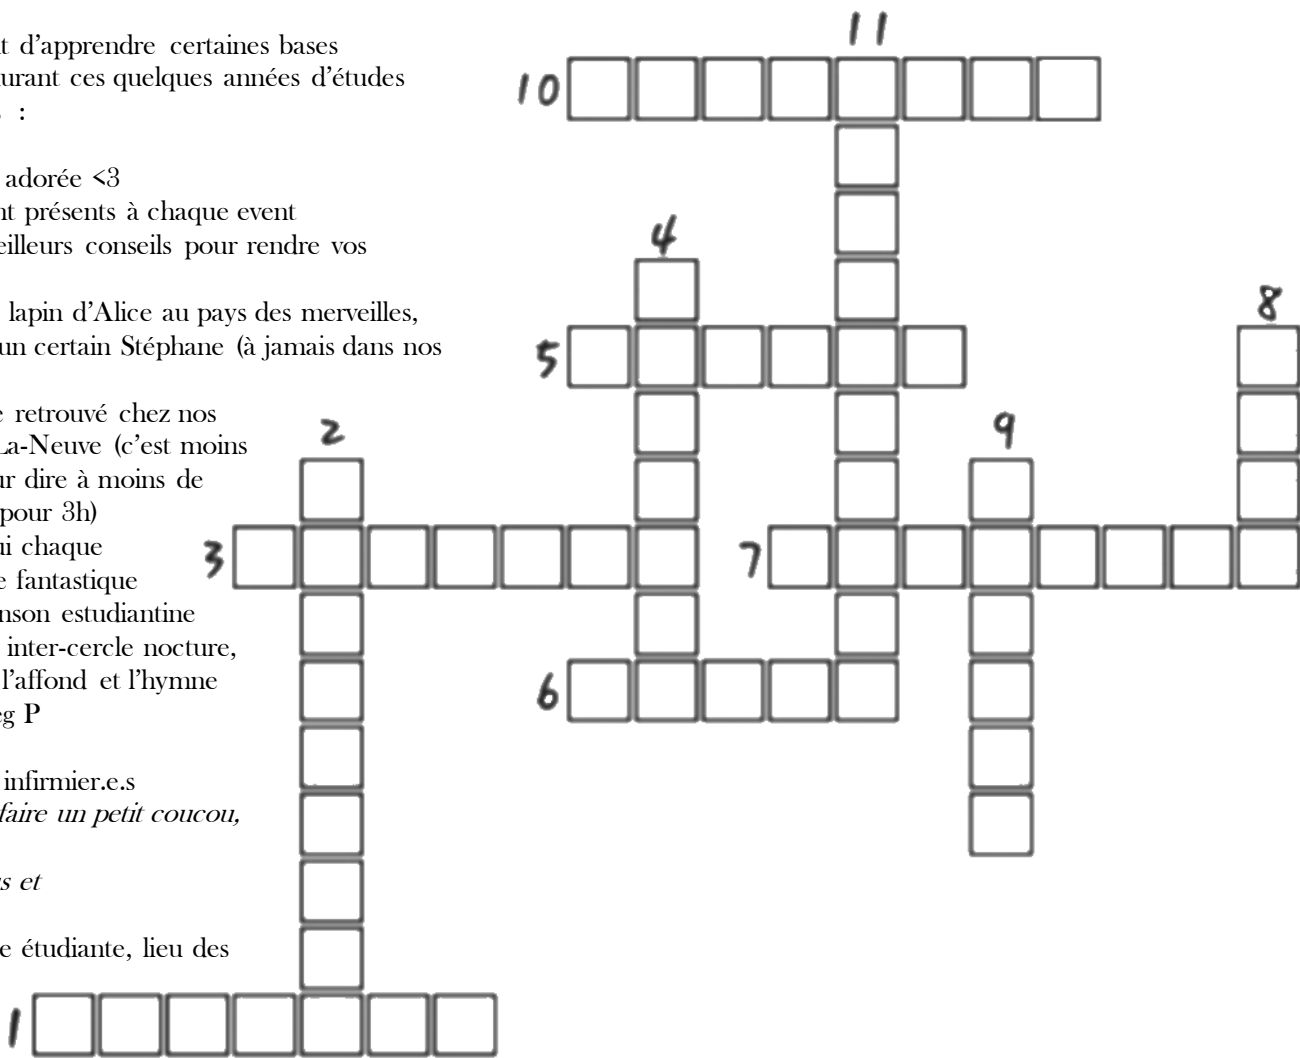 t d'apprendre certaines bases
urant ces quelques années d'études
:
adorée <3
nt présents à chaque event
eilleurs conseils pour rendre vos
lapin d'Alice au pays des merveilles,
un certain Stéphane (à jamais dans nos
e retrouvé chez nos
La-Neuve (c'est moins
ur dire à moins de
pour 3h)
ui chaque
e fantastique
nson estudiantine
inter-cercle nocture,
l'affond et l'hymne
eg P
infirmier.e.s
faire un petit coucou,
us et
e étudiante, lieu des
11
10
4
8
5
2
9
3
7
6
1